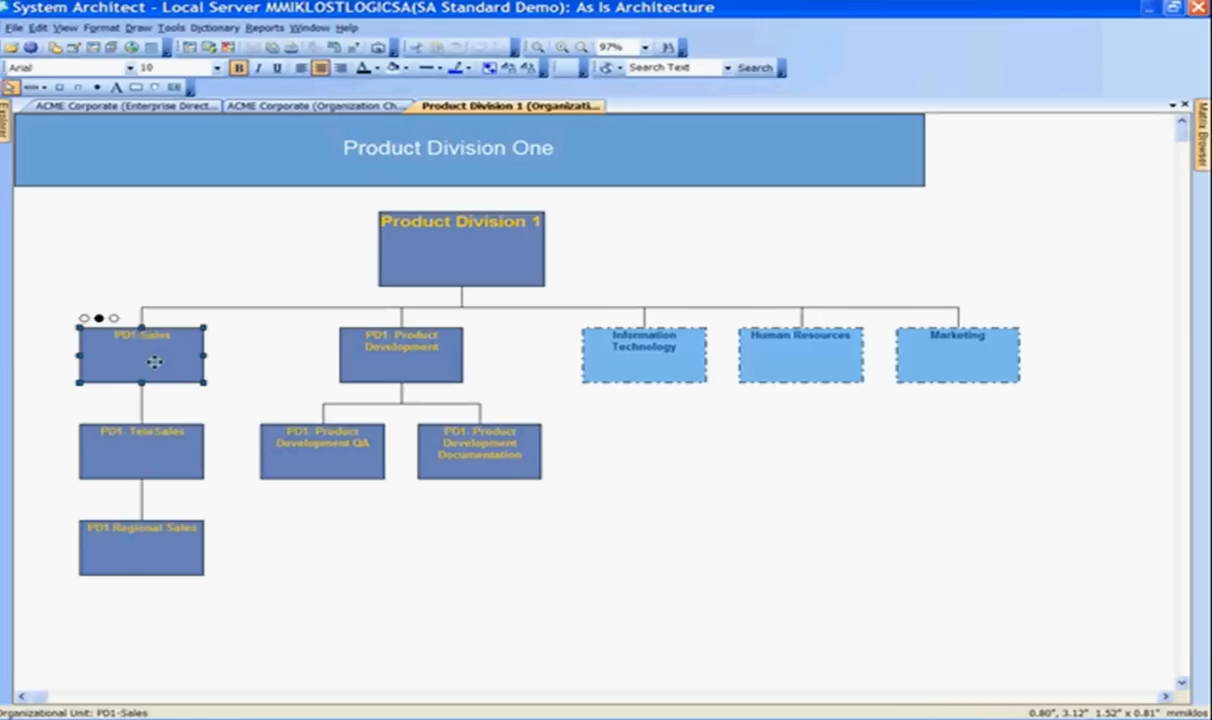 System Architect - Local Server MMIKLOSTLOGICSA(SA Standard Demo): As Is Architecture
File Edit View Format Draw Tools Dictionary Reports Window Help
97%
Arial 10 B I U A Search Text Search
A
Explorer
ACME Corporate (Enterprise Direct... ACME Corporate (Organization Ch... Product Division 1 (Organizati...
Matrix Browser
Product Division One
Product Division 1
PD1-Sales
PD1- Product
Development
Information
Technology
Human Resources
Marketing
PD1- TeleSales
PD1- Product
Development QA
PD1- Product
Development
Documentation
PD1-Regional Sales
Organizational Unit: PD1-Sales
0.80", 3.12" 1.52" x 0.81" mmiklos